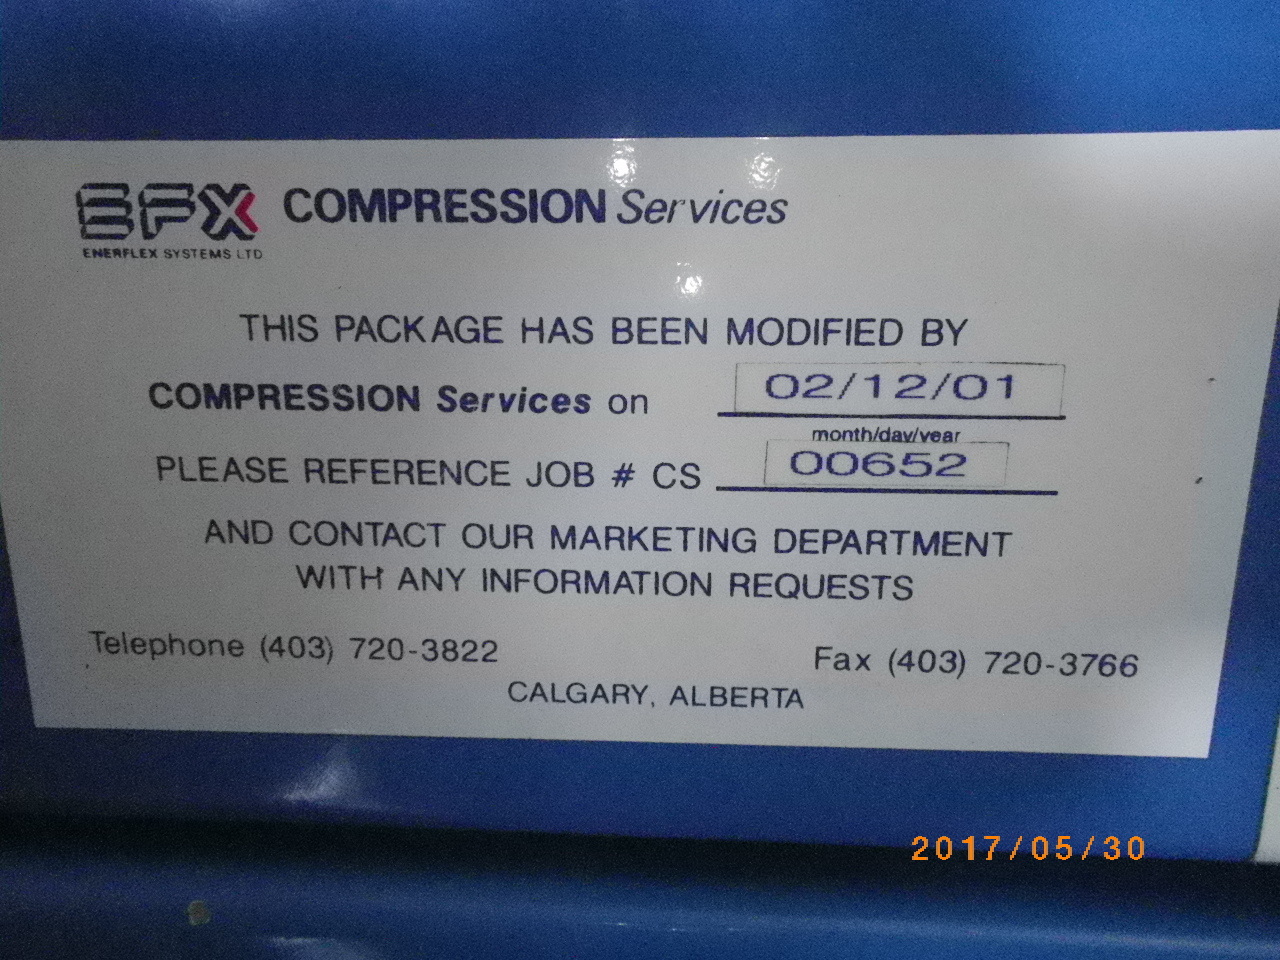 EFX COMPRESSION Services
ENERFLEX SYSTEMS LTD
THIS PACKAGE HAS BEEN MODIFIED BY
COMPRESSION Services on 02/12/01
month/day/year
PLEASE REFERENCE JOB # CS 00652
AND CONTACT OUR MARKETING DEPARTMENT
WITH ANY INFORMATION REQUESTS
Telephone (403) 720-3822 Fax (403) 720-3766
CALGARY, ALBERTA
2017/05/30